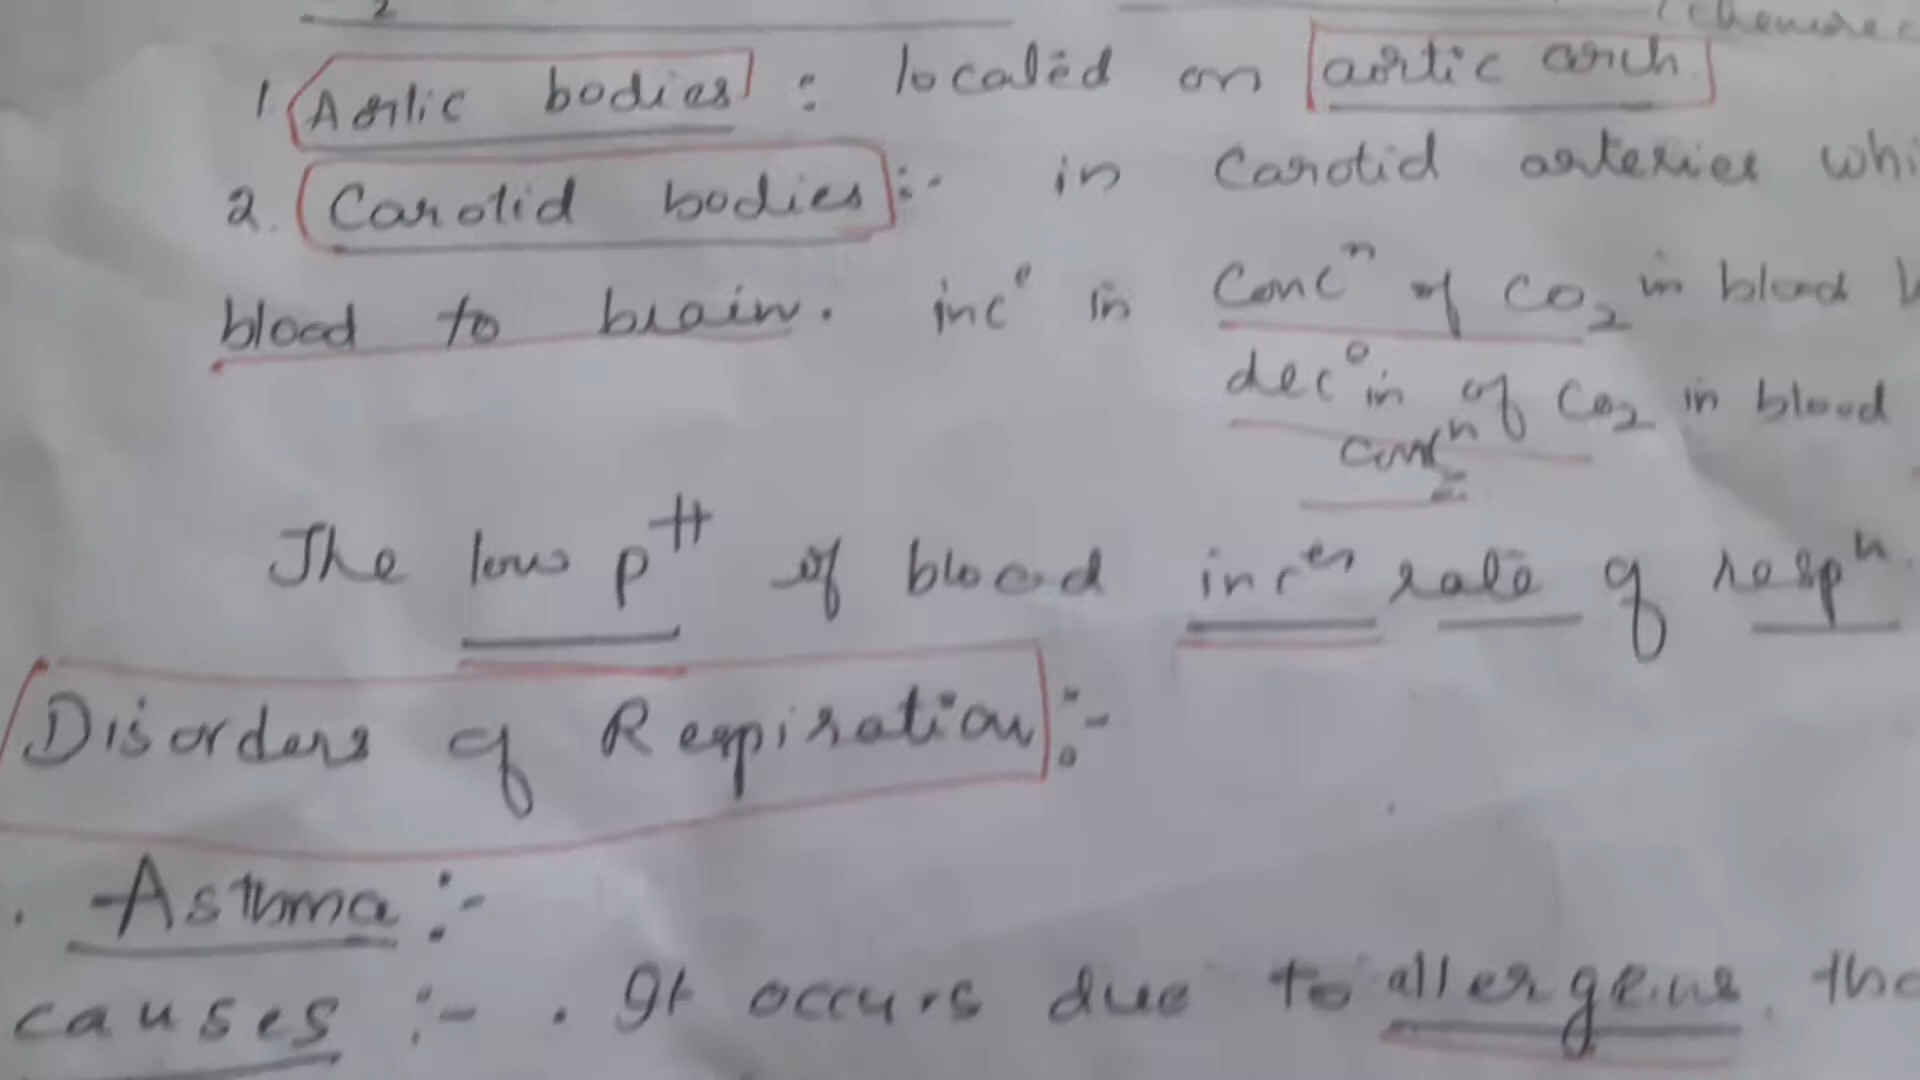 1. Aortic bodies : located on aortic arch
2. Carotid bodies :- in Carotid arteries
blood to brain. incᵉ in Concⁿ of CO₂ in blood
decᵒ in concⁿ of CO₂ in blood
The low pH of blood incᵉˢ rate of respⁿ.
Disorders of Respiration :-
. Asthma :-
causes :- . It occurs due to allergens,